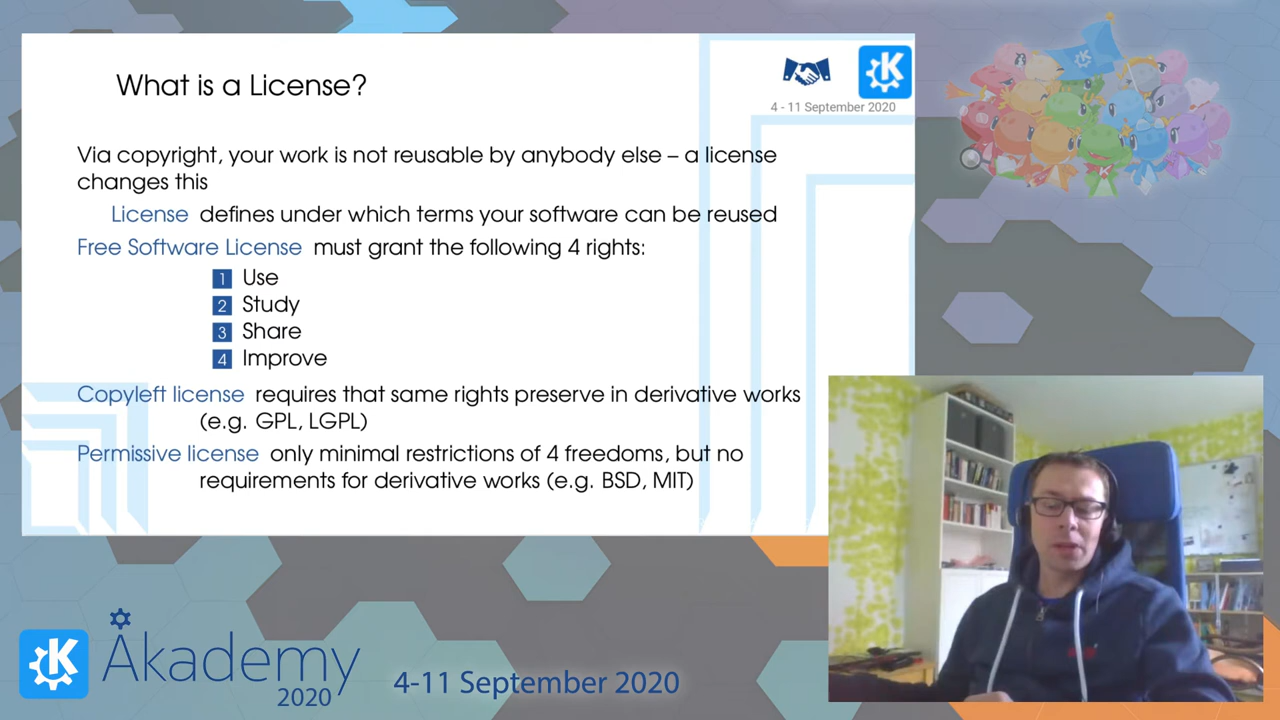 What is a License?
4 - 11 September 2020
Via copyright, your work is not reusable by anybody else – a license
changes this
License defines under which terms your software can be reused
Free Software License must grant the following 4 rights:
1 Use
2 Study
3 Share
4 Improve
Copyleft license requires that same rights preserve in derivative works
(e.g. GPL, LGPL)
Permissive license only minimal restrictions of 4 freedoms, but no
requirements for derivative works (e.g. BSD, MIT)
Akademy
2020
4-11 September 2020